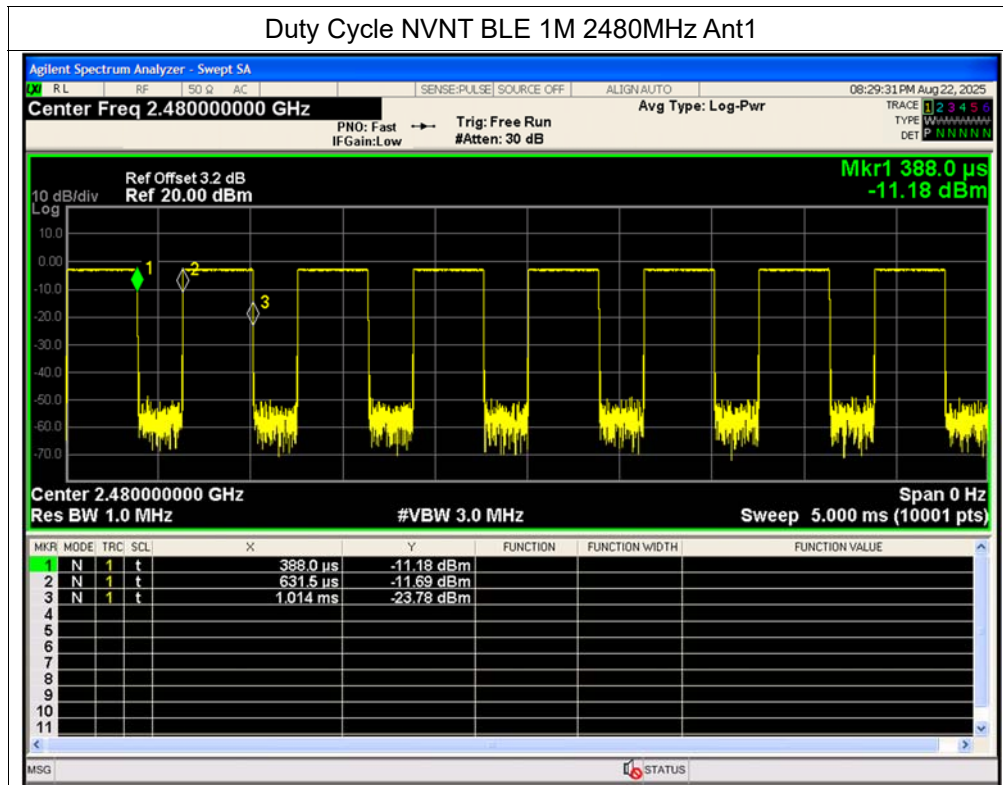 Duty Cycle NVNT BLE 1M 2480MHz Ant1
Agilent Spectrum Analyzer - Swept SA
RL RF 50 Ω AC SENSE:PULSE SOURCE OFF ALIGN AUTO 08:29:31 PM Aug 22, 2025
Center Freq 2.480000000 GHz Avg Type: Log-Pwr TRACE 1 2 3 4 5 6
PNO: Fast Trig: Free Run TYPE W
IFGain:Low #Atten: 30 dB DET P N N N N N
Mkr1 388.0 µs
Ref Offset 3.2 dB
10 dB/div Ref 20.00 dBm -11.18 dBm
Log
10.0
0.00
1 2
-10.0
3
-20.0
-30.0
-40.0
-50.0
-60.0
-70.0
Center 2.480000000 GHz Span 0 Hz
Res BW 1.0 MHz #VBW 3.0 MHz Sweep 5.000 ms (10001 pts)
MKR MODE TRC SCL X Y FUNCTION FUNCTION WIDTH FUNCTION VALUE
1 N 1 t 388.0 µs -11.18 dBm
2 N 1 t 631.5 µs -11.69 dBm
3 N 1 t 1.014 ms -23.78 dBm
4
5
6
7
8
9
10
11
MSG STATUS